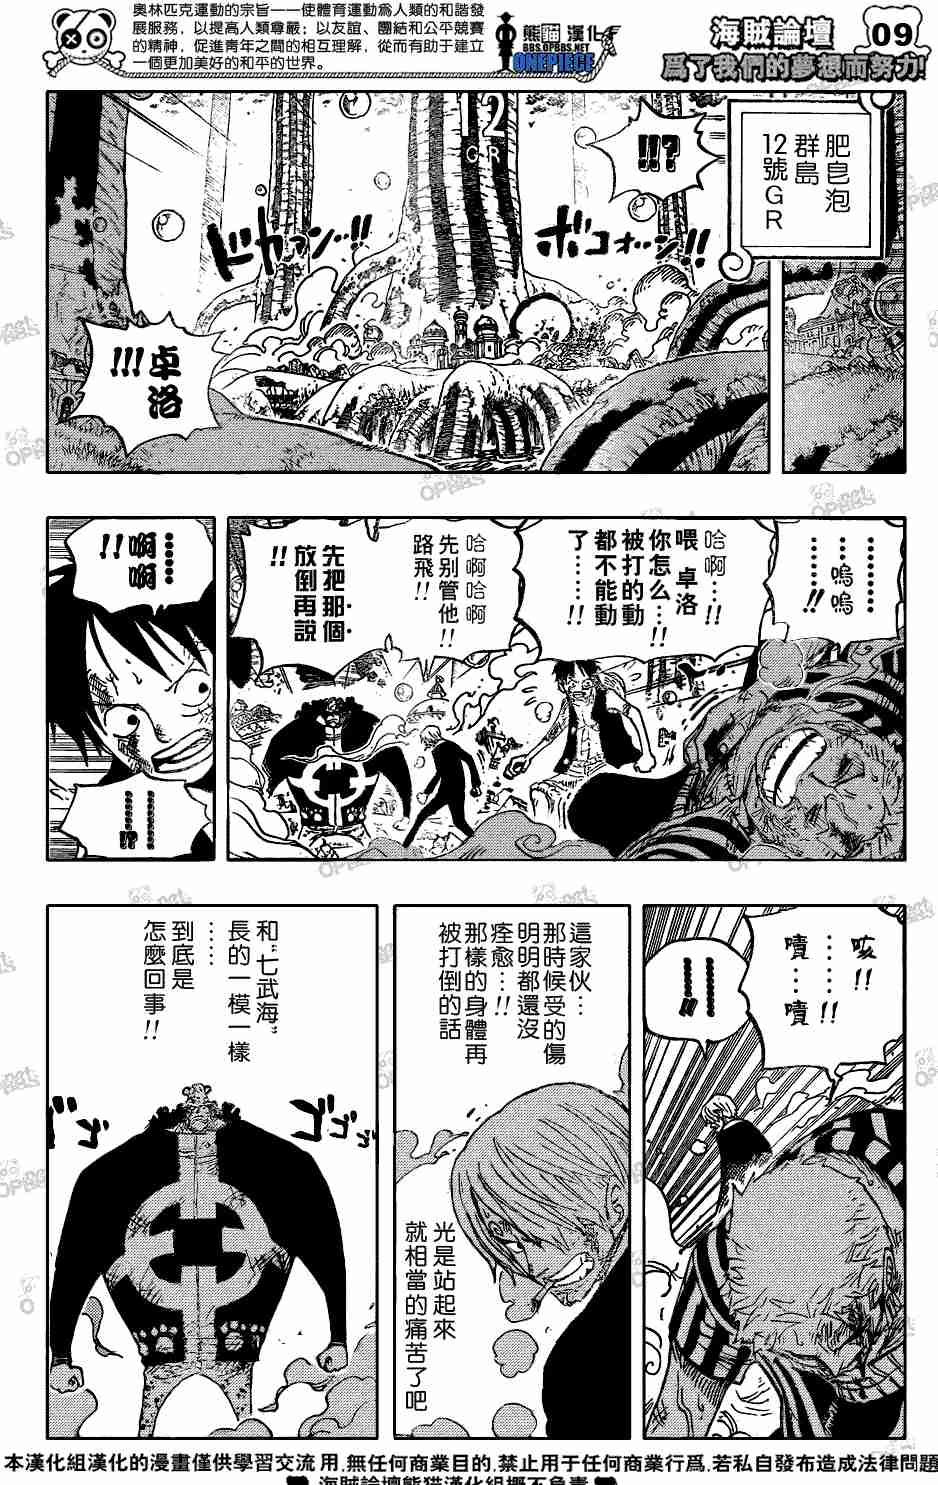 奧林匹克運動的宗旨——使體育運動為人類的和諧發
展服務，以提高人類尊嚴；以友誼、團結和公平競賽
的精神，促進青年之間的相互理解，從而有助于建立
一個更加美好的和平的世界。
熊貓漢化
BBS.OPBBS.NET
ONEPIECE
海賊論壇
爲了我們的夢想而努力!
09
肥皂泡
群島
12號GR
!!?
2
GR
ボコォーン!!
ドカァァン…!!
卓洛
!!!
………
…嗚嗚
……!!
哈啊…!!
喂 卓洛
你怎么…!!
被打的動
都不能動
了……!!
哈啊哈啊
先别管他
路飛!!
先把那個
放倒再説
!!
……
啊啊
!!
………
………!?
咳!!
……
嘖!!
嘖……嘖
………
………!!
這家伙…
那時候受的傷
明明都還沒
痊愈…!!
那樣的身體再
被打倒的話
光是站起來
就相當的痛苦了吧
和"七武海"
長的一模一樣
……
到底是
怎麼回事!!
本漢化組漢化的漫畫僅供學習交流用,無任何商業目的,禁止用于任何商業行爲,若私自發布造成法律問題
海賊論壇熊猫漢化組概不負責